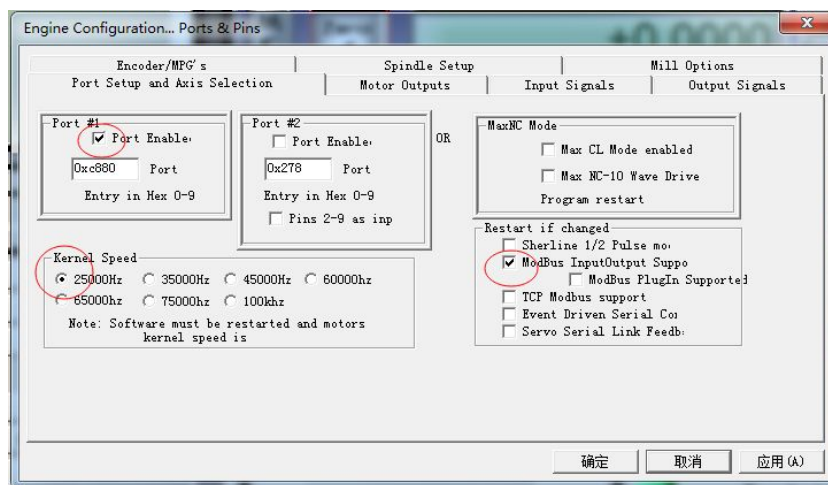 Engine Configuration... Ports & Pins
Encoder/MPG's
Spindle Setup
Mill Options
Port Setup and Axis Selection
Motor Outputs
Input Signals
Output Signals
Port #1
Port Enable
0xc880 Port
Entry in Hex 0-9
Port #2
Port Enable
0x278 Port
Entry in Hex 0-9
Pins 2-9 as inp
OR
MaxNC Mode
Max CL Mode enabled
Max NC-10 Wave Drive
Program restart
Kernel Speed
25000Hz 35000Hz 45000Hz 60000hz
65000hz 75000hz 100khz
Note: Software must be restarted and motors
kernel speed is
Restart if changed
Sherline 1/2 Pulse mo
ModBus InputOutput Suppo
ModBus PlugIn Supported
TCP Modbus support
Event Driven Serial Co
Servo Serial Link Feedb
确定
取消
应用(A)